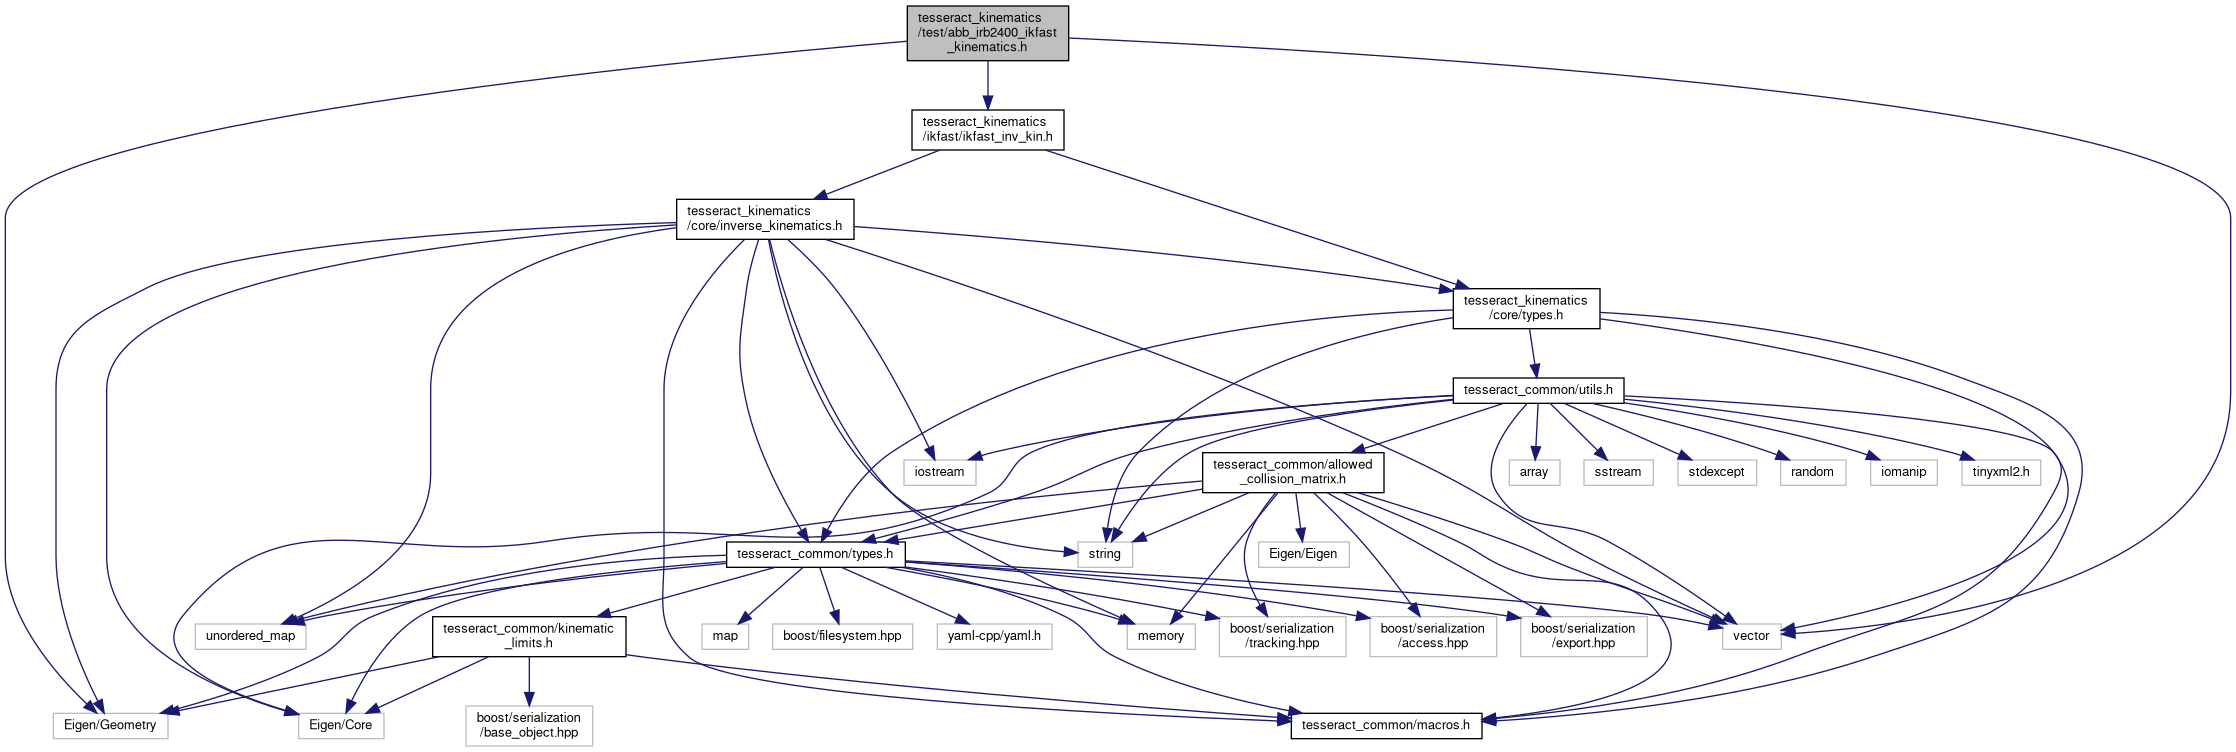 tesseract_kinematics
/test/abb_irb2400_ikfast
_kinematics.h
tesseract_kinematics
/ikfast/ikfast_inv_kin.h
tesseract_kinematics
/core/inverse_kinematics.h
tesseract_kinematics
/core/types.h
tesseract_common/utils.h
iostream
tesseract_common/allowed
_collision_matrix.h
array
sstream
stdexcept
random
iomanip
tinyxml2.h
tesseract_common/types.h
string
Eigen/Eigen
unordered_map
tesseract_common/kinematic
_limits.h
map
boost/filesystem.hpp
yaml-cpp/yaml.h
memory
boost/serialization
/tracking.hpp
boost/serialization
/access.hpp
boost/serialization
/export.hpp
vector
Eigen/Geometry
Eigen/Core
boost/serialization
/base_object.hpp
tesseract_common/macros.h